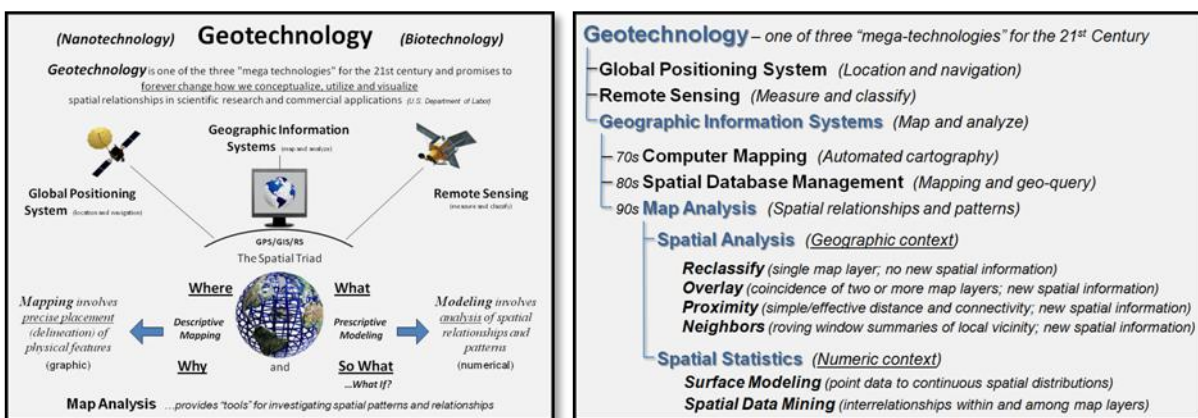 (Nanotechnology) Geotechnology (Biotechnology)
Geotechnology is one of the three "mega technologies" for the 21st century and promises to
forever change how we conceptualize, utilize and visualize
spatial relationships in scientific research and commercial applications (U.S. Department of Labor)
Geographic Information
Systems (map and analyze)
Global Positioning
System (location and navigation)
Remote Sensing
(measure and classify)
GPS/GIS/RS
The Spatial Triad
Where
What
Mapping involves
precise placement
(delineation) of
physical features
(graphic)
Descriptive
Mapping
Prescriptive
Modeling
Modeling involves
analysis of spatial
relationships and
patterns
(numerical)
Why
and
So What
...What If?
Map Analysis ...provides "tools" for investigating spatial patterns and relationships
Geotechnology – one of three "mega-technologies" for the 21st Century
Global Positioning System (Location and navigation)
Remote Sensing (Measure and classify)
Geographic Information Systems (Map and analyze)
70s Computer Mapping (Automated cartography)
80s Spatial Database Management (Mapping and geo-query)
90s Map Analysis (Spatial relationships and patterns)
Spatial Analysis (Geographic context)
Reclassify (single map layer; no new spatial information)
Overlay (coincidence of two or more map layers; new spatial information)
Proximity (simple/effective distance and connectivity; new spatial information)
Neighbors (roving window summaries of local vicinity; new spatial information)
Spatial Statistics (Numeric context)
Surface Modeling (point data to continuous spatial distributions)
Spatial Data Mining (interrelationships within and among map layers)